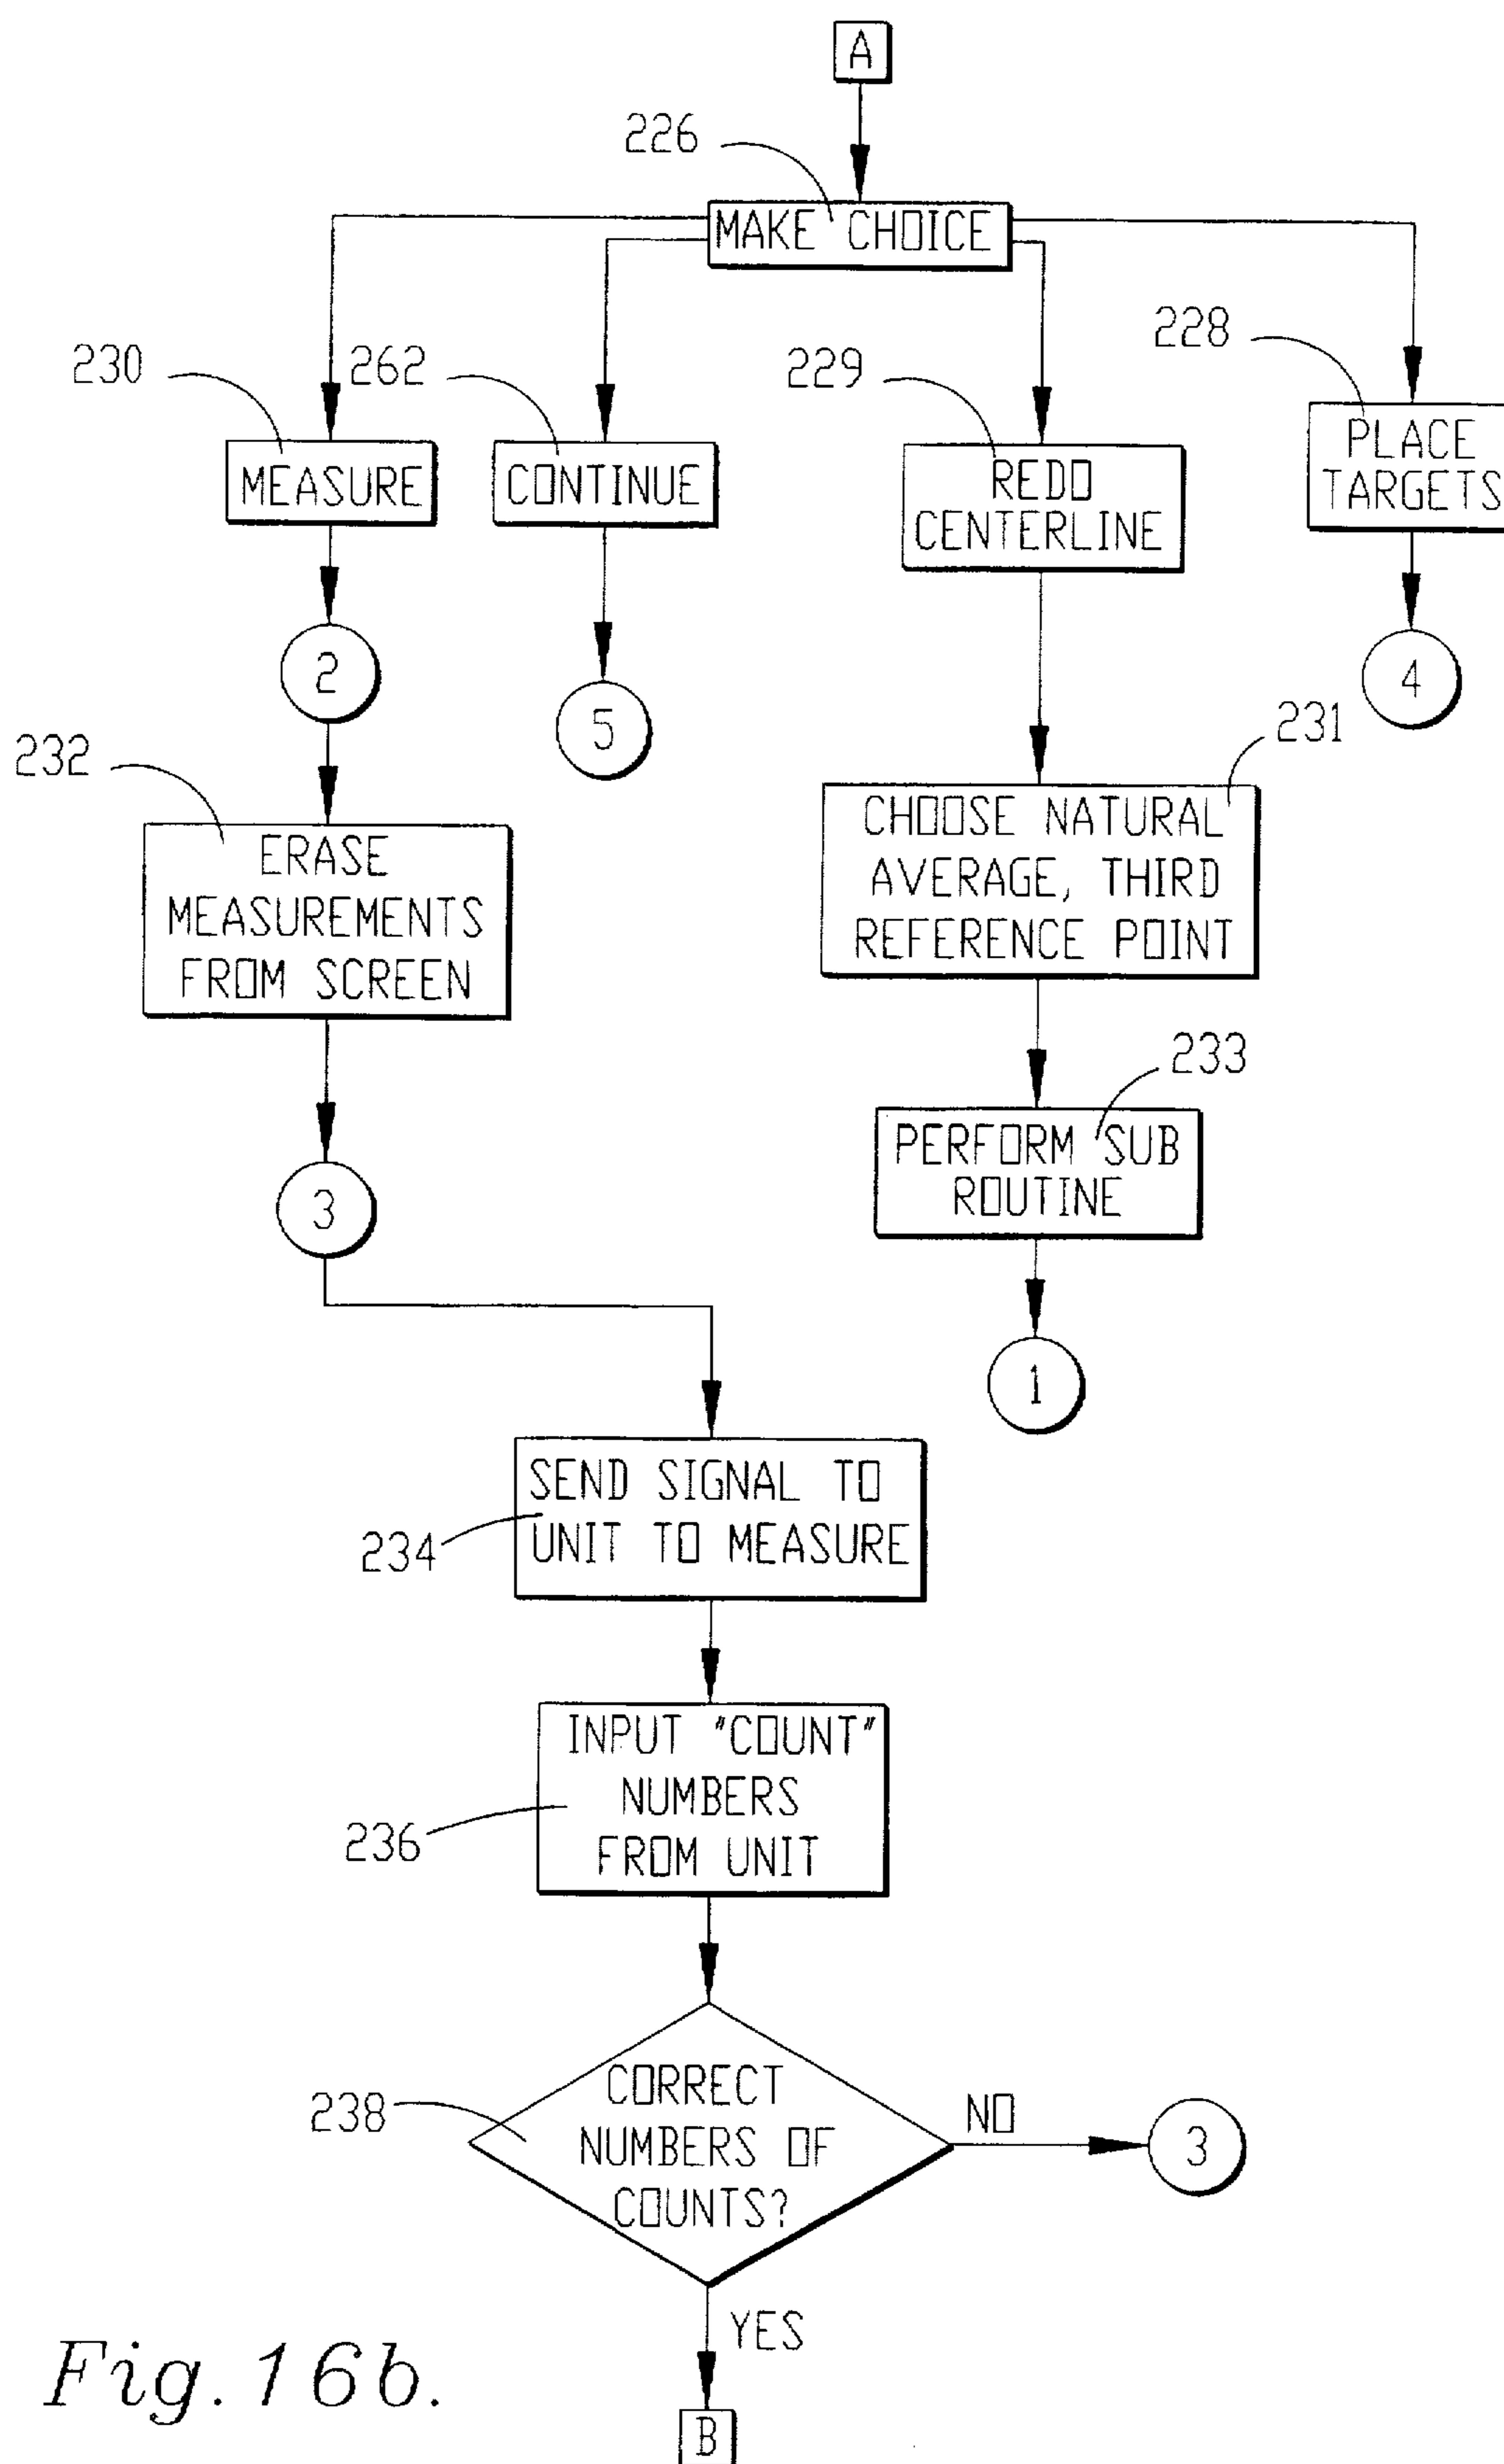 A
226
MAKE CHOICE
228
230
262
229
PLACE
TARGETS
MEASURE
CONTINUE
REDO
CENTERLINE
2
4
5
231
232
CHOOSE NATURAL
AVERAGE, THIRD
REFERENCE POINT
ERASE
MEASUREMENTS
FROM SCREEN
233
PERFORM SUB
ROUTINE
3
1
SEND SIGNAL TO
UNIT TO MEASURE
234
INPUT "COUNT"
NUMBERS
FROM UNIT
236
CORRECT
NUMBERS OF
COUNTS?
238
NO
3
YES
B
Fig. 16b.